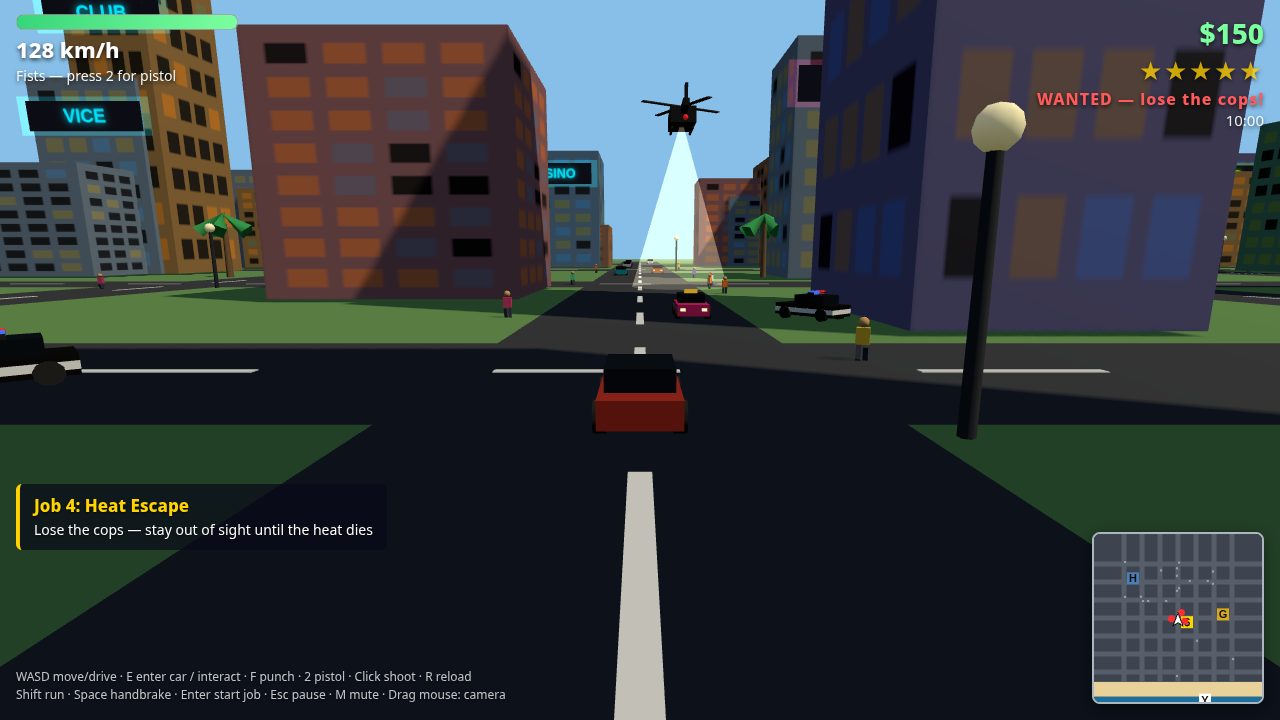 CLUB
128 km/h
Fists — press 2 for pistol
VICE
$150
★★★★★
WANTED — lose the cops!
10:00
Job 4: Heat Escape
Lose the cops — stay out of sight until the heat dies
WASD move/drive · E enter car / interact · F punch · 2 pistol · Click shoot · R reload
Shift run · Space handbrake · Enter start job · Esc pause · M mute · Drag mouse: camera
H
G
Y